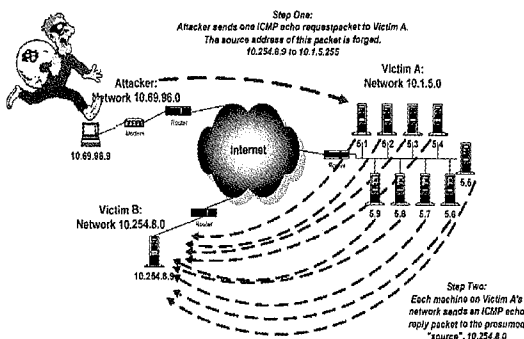 Step One:
Attacker sends one ICMP echo requestpacket to Victim A.
The source address of this packet is forged.
10.254.8.9 to 10.1.5.255
Attacker:
Network 10.69.96.0
Victim A:
Network 10.1.5.0
Router
Modem
10.69.98.9
Internet
5.1
5.2
5.3
5.4
Router
5.5
5.9
5.8
5.7
5.6
Victim B:
Network 10.254.8.0
Router
10.254.8.9
Step Two:
Each machine on Victim A's
network sends an ICMP echo
reply packet to the presumed
"source", 10.254.8.0